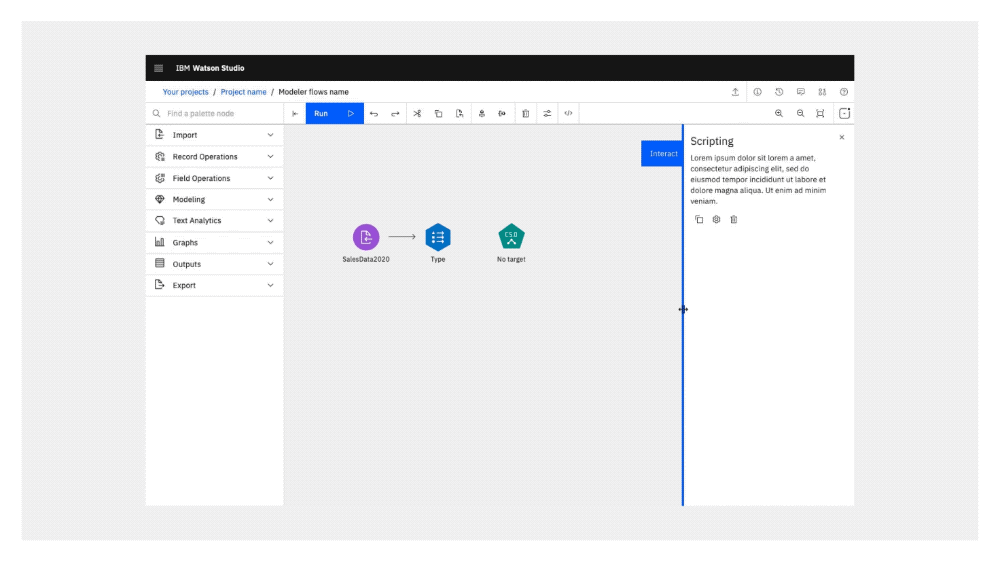 IBM Watson Studio
Your projects / Project name / Modeler flows name
Find a palette node
Run
Import
Record Operations
Field Operations
Modeling
Text Analytics
Graphs
Outputs
Export
SalesData2020
Type
C5.0
No target
Interact
Scripting
Lorem ipsum dolor sit lorem a amet,
consectetur adipiscing elit, sed do
eiusmod tempor incididunt ut labore et
dolore magna aliqua. Ut enim ad minim
veniam.